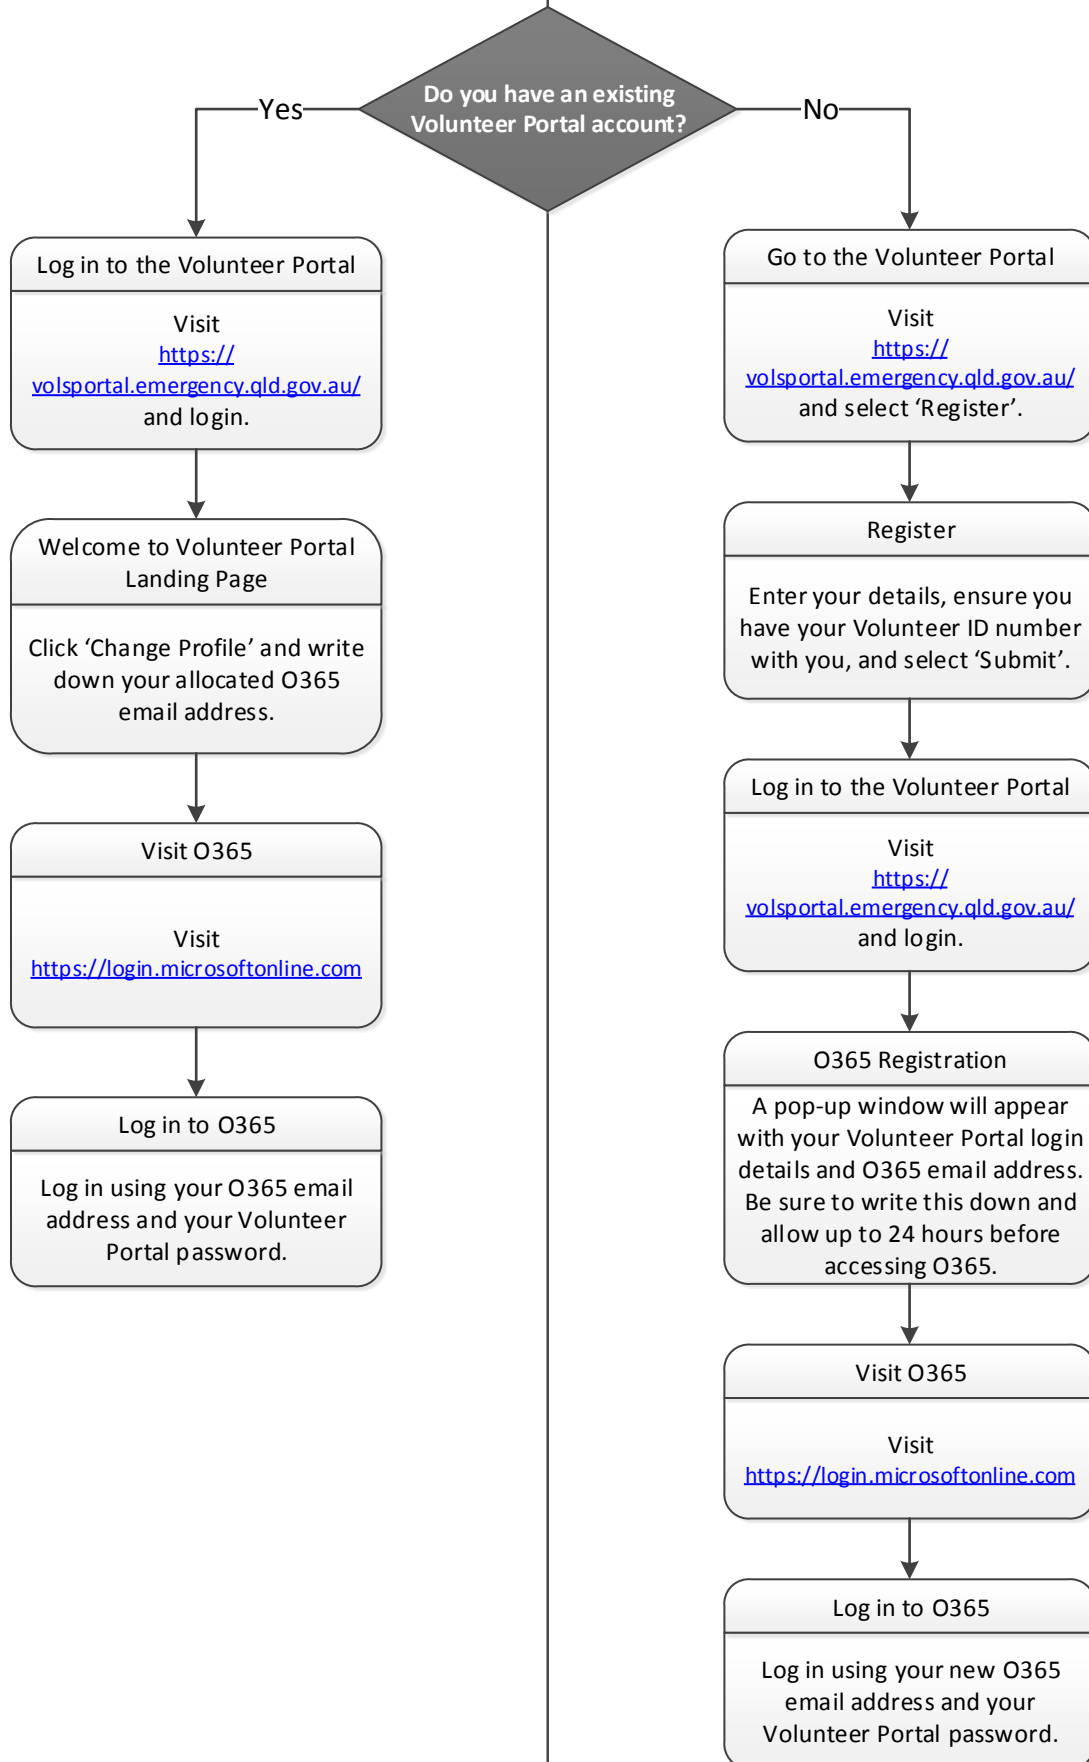 Do you have an existing
Volunteer Portal account?
Yes
No
Log in to the Volunteer Portal
Visit
https://
volsportal.emergency.qld.gov.au/
and login.
Welcome to Volunteer Portal
Landing Page
Click ‘Change Profile’ and write
down your allocated O365
email address.
Visit O365
Visit
https://login.microsoftonline.com
Log in to O365
Log in using your O365 email
address and your Volunteer
Portal password.
Go to the Volunteer Portal
Visit
https://
volsportal.emergency.qld.gov.au/
and select ‘Register’.
Register
Enter your details, ensure you
have your Volunteer ID number
with you, and select ‘Submit’.
Log in to the Volunteer Portal
Visit
https://
volsportal.emergency.qld.gov.au/
and login.
O365 Registration
A pop-up window will appear
with your Volunteer Portal login
details and O365 email address.
Be sure to write this down and
allow up to 24 hours before
accessing O365.
Visit O365
Visit
https://login.microsoftonline.com
Log in to O365
Log in using your new O365
email address and your
Volunteer Portal password.